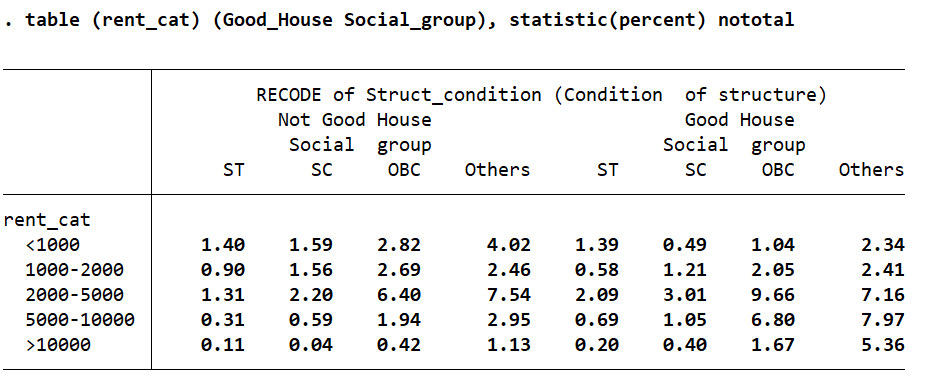 . table (rent_cat) (Good_House Social_group), statistic(percent) nototal
RECODE of Struct_condition (Condition of structure)
Not Good House Good House
Social group Social group
ST SC OBC Others ST SC OBC Others
rent_cat
<1000 1.40 1.59 2.82 4.02 1.39 0.49 1.04 2.34
1000-2000 0.90 1.56 2.69 2.46 0.58 1.21 2.05 2.41
2000-5000 1.31 2.20 6.40 7.54 2.09 3.01 9.66 7.16
5000-10000 0.31 0.59 1.94 2.95 0.69 1.05 6.80 7.97
>10000 0.11 0.04 0.42 1.13 0.20 0.40 1.67 5.36